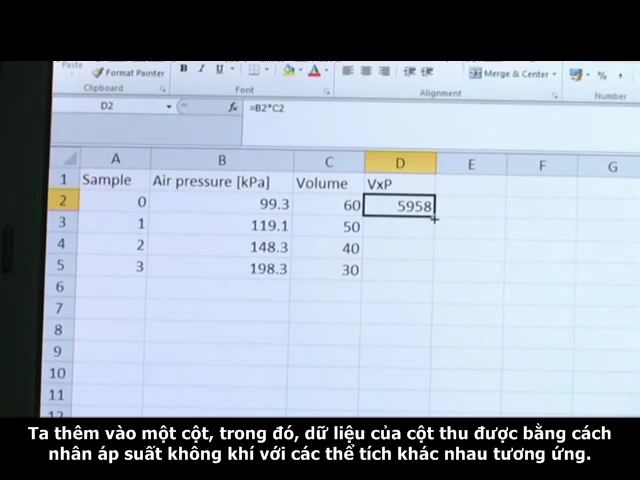 Paste
Format Painter
B I U
A
Merge & Center
%
Clipboard
Font
Alignment
Number
D2
fx
=B2*C2
A B C D E F G
1 Sample Air pressure [kPa] Volume VxP
2 0 99.3 60 5958
3 1 119.1 50
4 2 148.3 40
5 3 198.3 30
6
7
8
9
10
11
12
Ta thêm vào một cột, trong đó, dữ liệu của cột thu được bằng cách
nhân áp suất không khí với các thể tích khác nhau tương ứng.